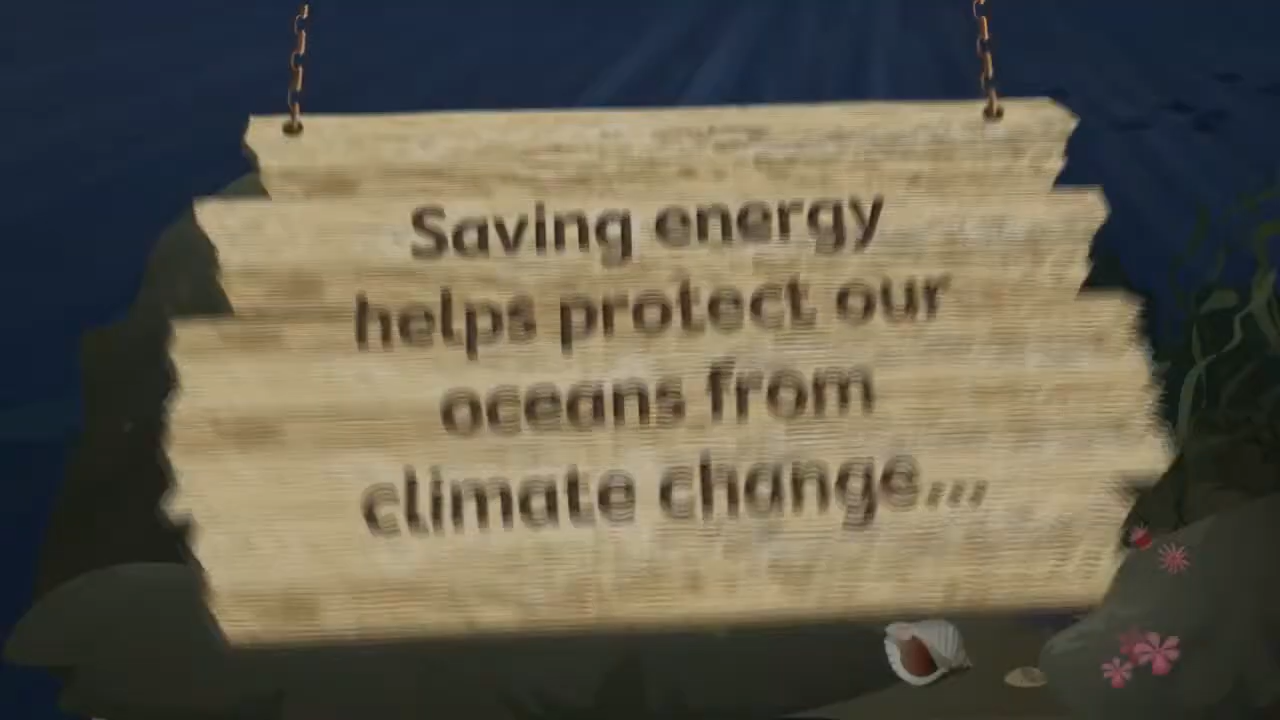 Saving energy
helps protect our
oceans from
climate change...